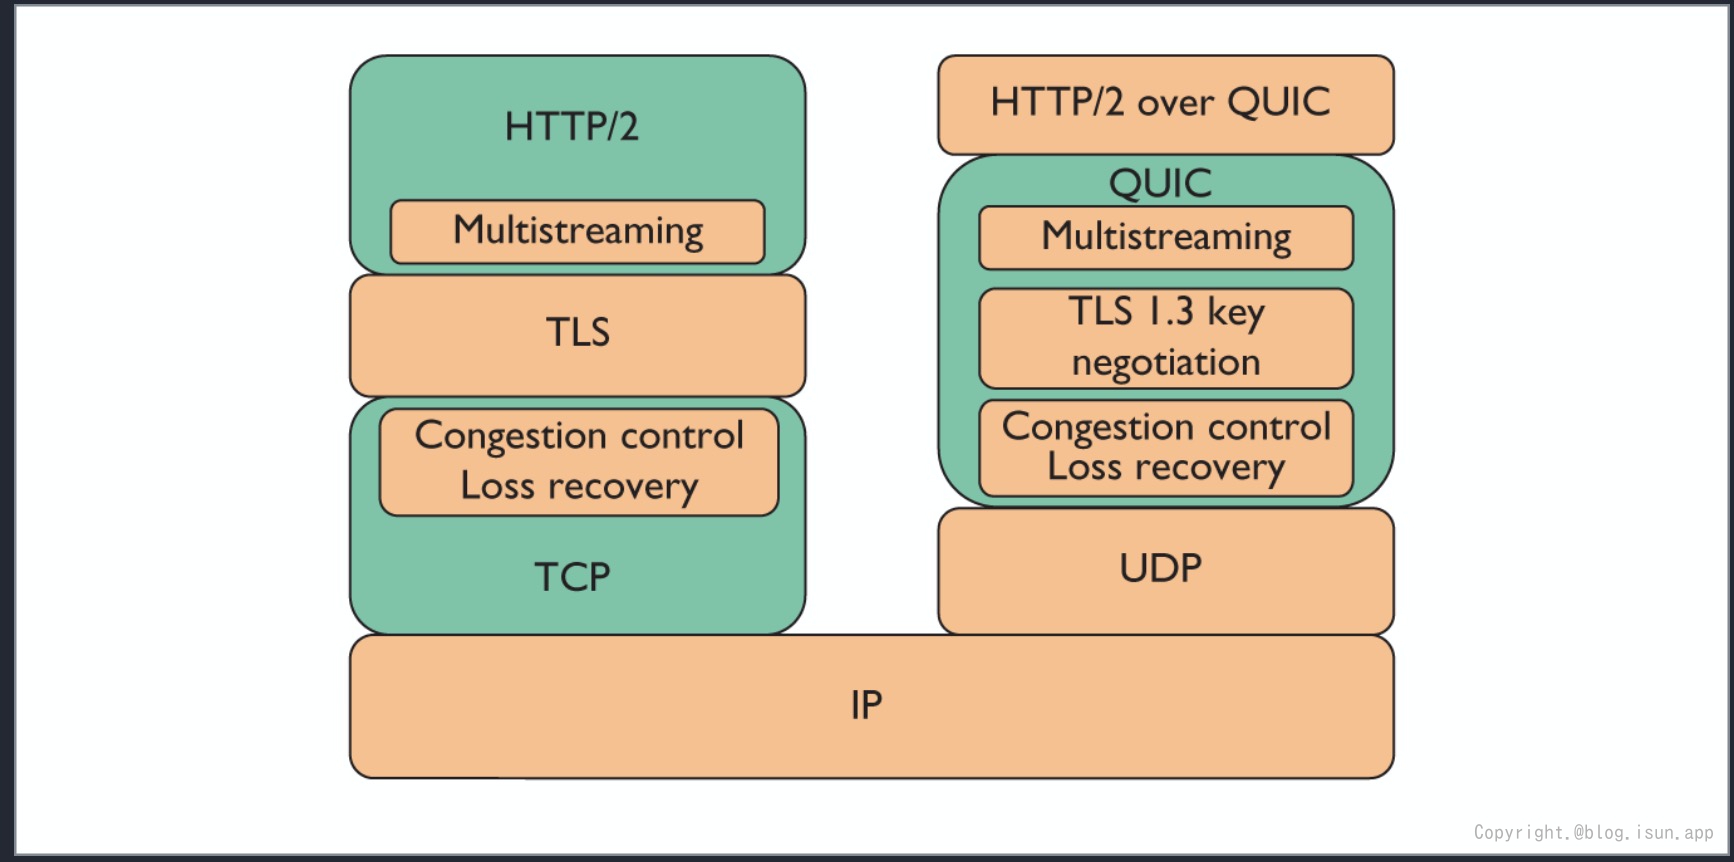 HTTP/2
Multistreaming
TLS
Congestion control
Loss recovery
TCP
HTTP/2 over QUIC
QUIC
Multistreaming
TLS 1.3 key
negotiation
Congestion control
Loss recovery
UDP
IP
Copyright.@blog.isun.app